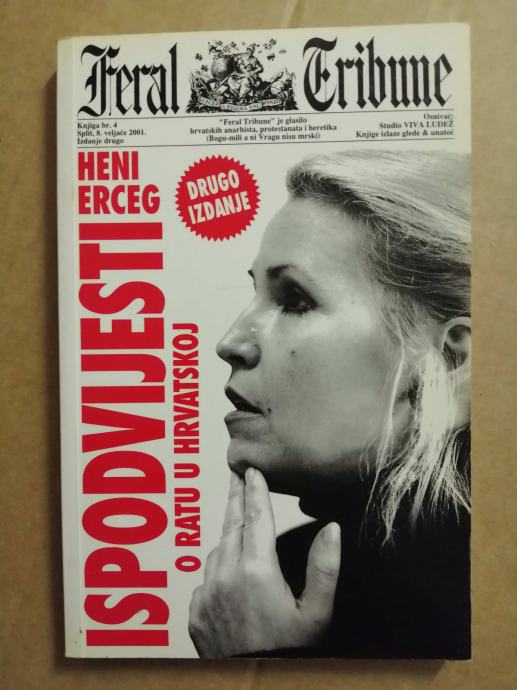 Feral Tribune
Knjiga br. 4
Split, 8. veljače 2001.
Izdanje drugo
"Feral Tribune" je glasilo
hrvatskih anarhista, protestanata i heretika
(Bogu-mili a ni Vragu nisu mrski)
Osnivač:
Studio VIVA LUDEŽ
Knjige izlaze glede & unatoč
HENI
ERCEG
DRUGO
IZDANJE
ISPODVIJESTI
O RATU U HRVATSKOJ